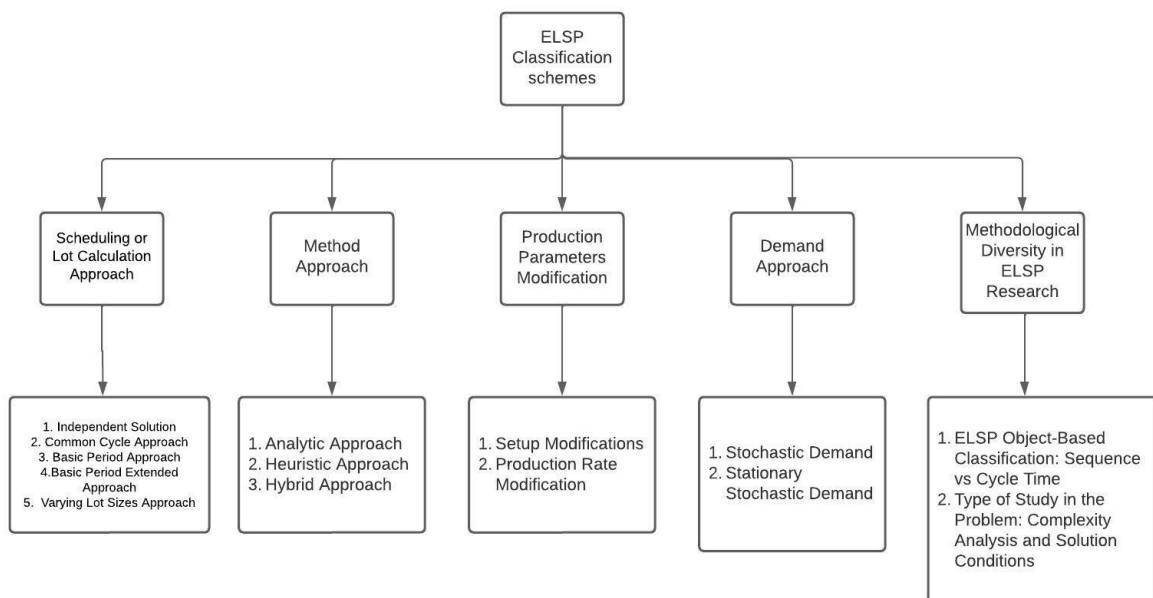 ELSP
Classification
schemes
Scheduling or
Lot Calculation
Approach
Method
Approach
Production
Parameters
Modification
Demand
Approach
Methodological
Diversity in
ELSP
Research
1. Independent Solution
2. Common Cycle Approach
3. Basic Period Approach
4.Basic Period Extended
Approach
5. Varying Lot Sizes Approach
1. Analytic Approach
2. Heuristic Approach
3. Hybrid Approach
1. Setup Modifications
2. Production Rate
Modification
1. Stochastic Demand
2. Stationary
Stochastic Demand
1. ELSP Object-Based
Classification: Sequence
vs Cycle Time
2. Type of Study in the
Problem: Complexity
Analysis and Solution
Conditions